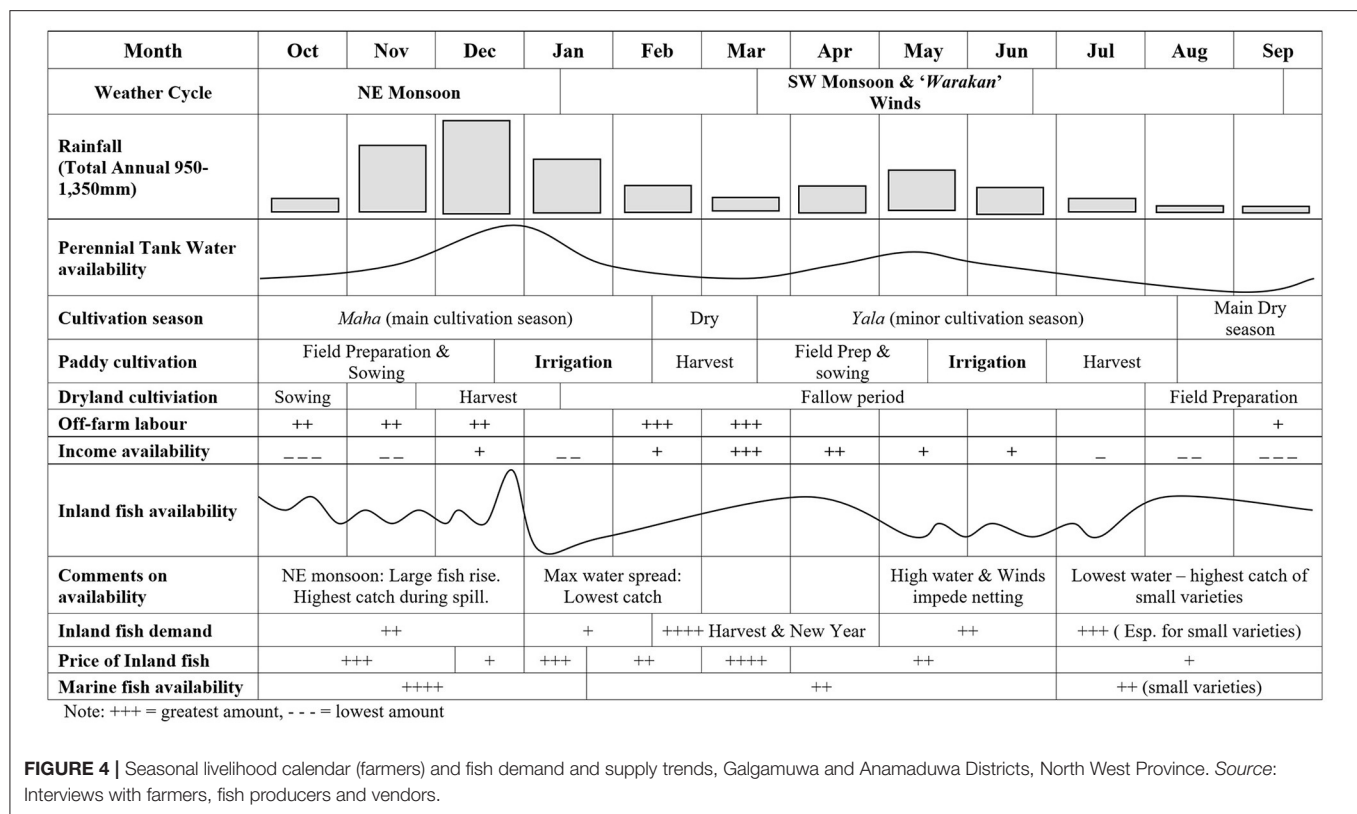 Month Oct Nov Dec Jan Feb Mar Apr May Jun Jul Aug Sep
Weather Cycle NE Monsoon SW Monsoon & ‘Warakan’
Winds
Rainfall
(Total Annual 950-
1,350mm)
Perennial Tank Water
availability
Cultivation season Maha (main cultivation season) Dry Yala (minor cultivation season) Main Dry
season
Paddy cultivation Field Preparation &
Sowing Irrigation Harvest Field Prep &
sowing Irrigation Harvest
Dryland cultiviation Sowing Harvest Fallow period Field Preparation
Off-farm labour ++ ++ ++ +++ +++ +
Income availability _ _ _ _ _ + _ _ + +++ ++ + + _ _ _ _ _ _
Inland fish availability
Comments on
availability
NE monsoon: Large fish rise.
Highest catch during spill.
Max water spread:
Lowest catch
High water & Winds
impede netting
Lowest water – highest catch of
small varieties
Inland fish demand ++ + ++++ Harvest & New Year ++ +++ ( Esp. for small varieties)
Price of Inland fish +++ + +++ ++ ++++ ++ +
Marine fish availability ++++ ++ ++ (small varieties)
Note: +++ = greatest amount, - - - = lowest amount
FIGURE 4 | Seasonal livelihood calendar (farmers) and fish demand and supply trends, Galgamuwa and Anamaduwa Districts, North West Province. Source:
Interviews with farmers, fish producers and vendors.